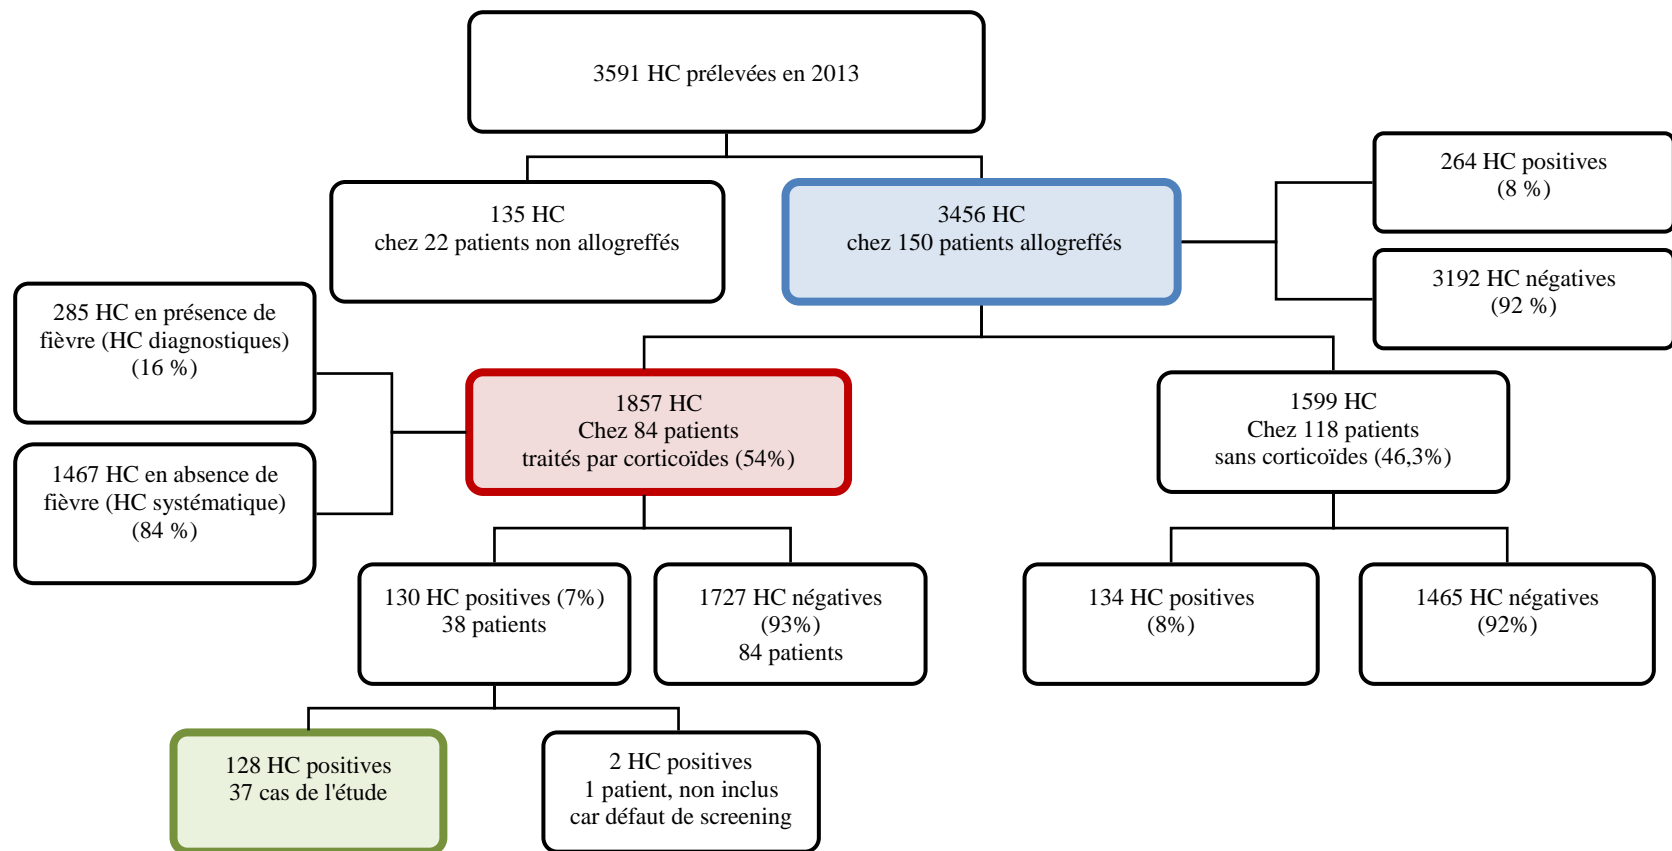 3591 HC prélevées en 2013
135 HC
chez 22 patients non allogreffés
3456 HC
chez 150 patients allogreffés
264 HC positives
(8 %)
3192 HC négatives
(92 %)
285 HC en présence de
fièvre (HC diagnostiques)
(16 %)
1467 HC en absence de
fièvre (HC systématique)
(84 %)
1857 HC
Chez 84 patients
traités par corticoïdes (54%)
1599 HC
Chez 118 patients
sans corticoïdes (46,3%)
130 HC positives (7%)
38 patients
1727 HC négatives
(93%)
84 patients
134 HC positives
(8%)
1465 HC négatives
(92%)
128 HC positives
37 cas de l'étude
2 HC positives
1 patient, non inclus
car défaut de screening